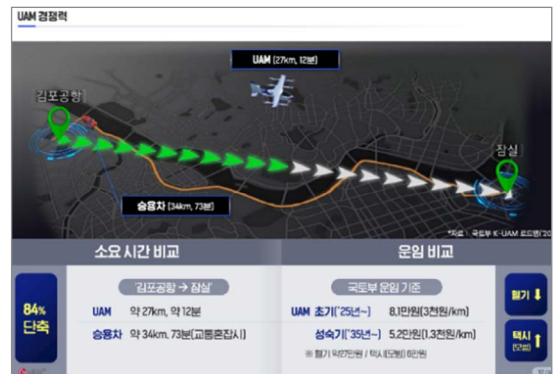 UAM 경쟁력
UAM (27km, 12분)
김포공항
잠실
승용차 (34km, 73분)
*자료 : 국토부 K-UAM 로드맵('20
소요 시간 비교
운임 비교
84%
단축
'김포공항 → 잠실'
UAM 약 27km, 약 12분
승용차 약 34km, 73분(교통혼잡시)
국토부 운임 기준
UAM 초기('25년~) 8.1만원(3천원/km)
성숙기('35년~) 5.2만원(1.3천원/km)
※ 헬기 약27만원 / 택시(모범) 6만원
헬기 ⬇
택시 ⬆
(모범)